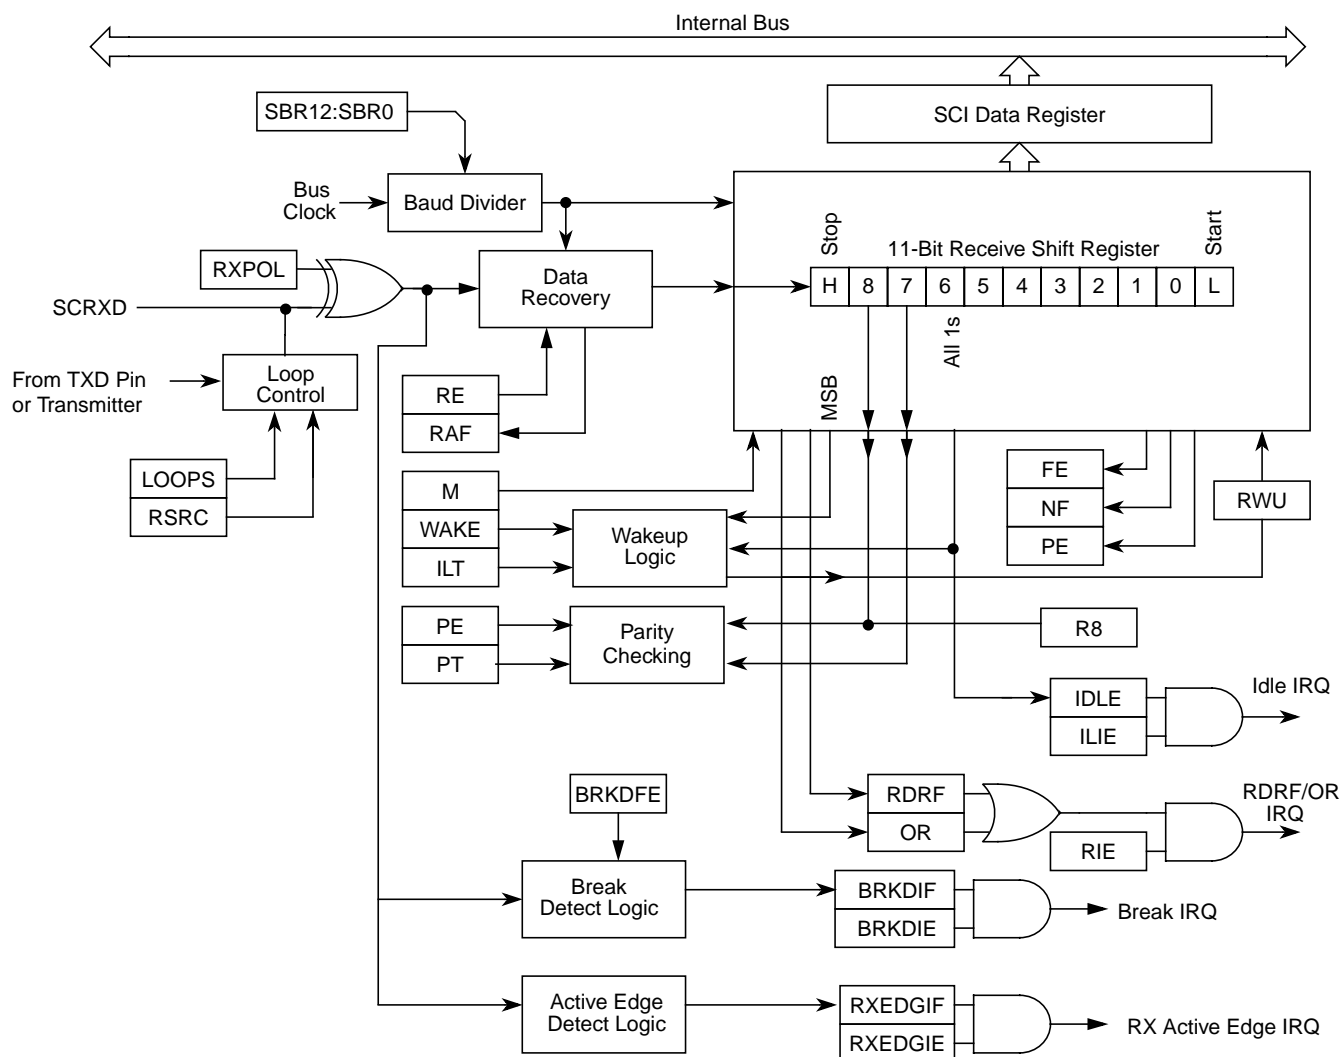 Internal Bus
SBR12:SBR0
SCI Data Register
Bus
Clock
Baud Divider
Stop
11-Bit Receive Shift Register
Start
RXPOL
Data
Recovery
H 8 7 6 5 4 3 2 1 0 L
SCRXD
All 1s
From TXD Pin
or Transmitter
Loop
Control
RE
RAF
MSB
LOOPS
RSRC
M
WAKE
ILT
Wakeup
Logic
FE
NF
PE
RWU
PE
PT
Parity
Checking
R8
IDLE
ILIE
Idle IRQ
BRKDFE
RDRF
OR
RIE
RDRF/OR
IRQ
Break
Detect Logic
BRKDIF
BRKDIE
Break IRQ
Active Edge
Detect Logic
RXEDGIF
RXEDGIE
RX Active Edge IRQ